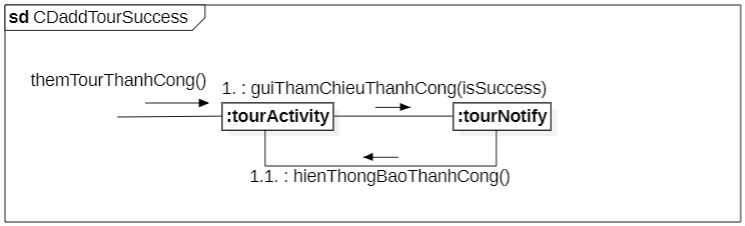 sd CDaddTourSuccess
themTourThanhCong()
1. : guiThamChieuThanhCong(isSuccess)
:tourActivity
:tourNotify
1.1. : hienThongBaoThanhCong()